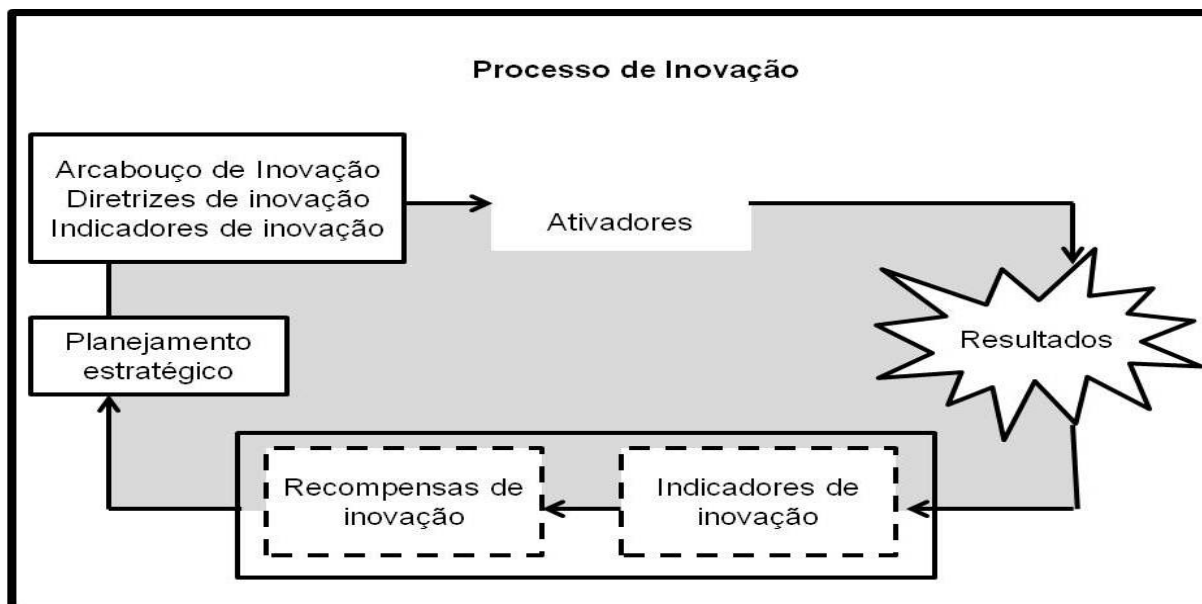 Processo de Inovação
Arcabouço de Inovação
Diretrizes de inovação
Indicadores de inovação
Ativadores
Resultados
Planejamento
estratégico
Recompensas de
inovação
Indicadores de
inovação